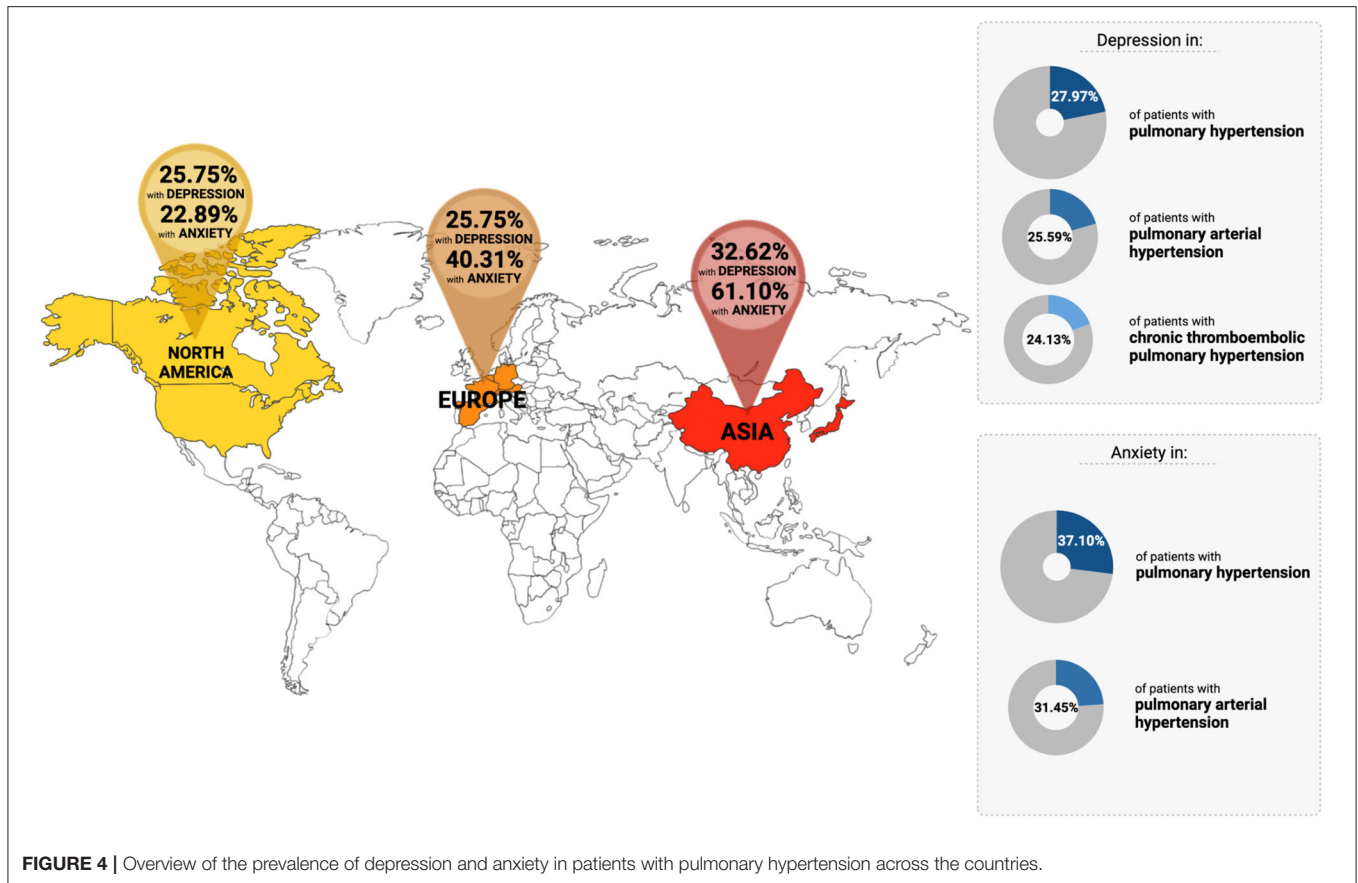 25.75%
with DEPRESSION
22.89%
with ANXIETY
NORTH
AMERICA
25.75%
with DEPRESSION
40.31%
with ANXIETY
EUROPE
32.62%
with DEPRESSION
61.10%
with ANXIETY
ASIA
Depression in:
27.97%
of patients with
pulmonary hypertension
25.59%
of patients with
pulmonary arterial
hypertension
24.13%
of patients with
chronic thromboembolic
pulmonary hypertension
Anxiety in:
37.10%
of patients with
pulmonary hypertension
31.45%
of patients with
pulmonary arterial
hypertension
FIGURE 4 | Overview of the prevalence of depression and anxiety in patients with pulmonary hypertension across the countries.